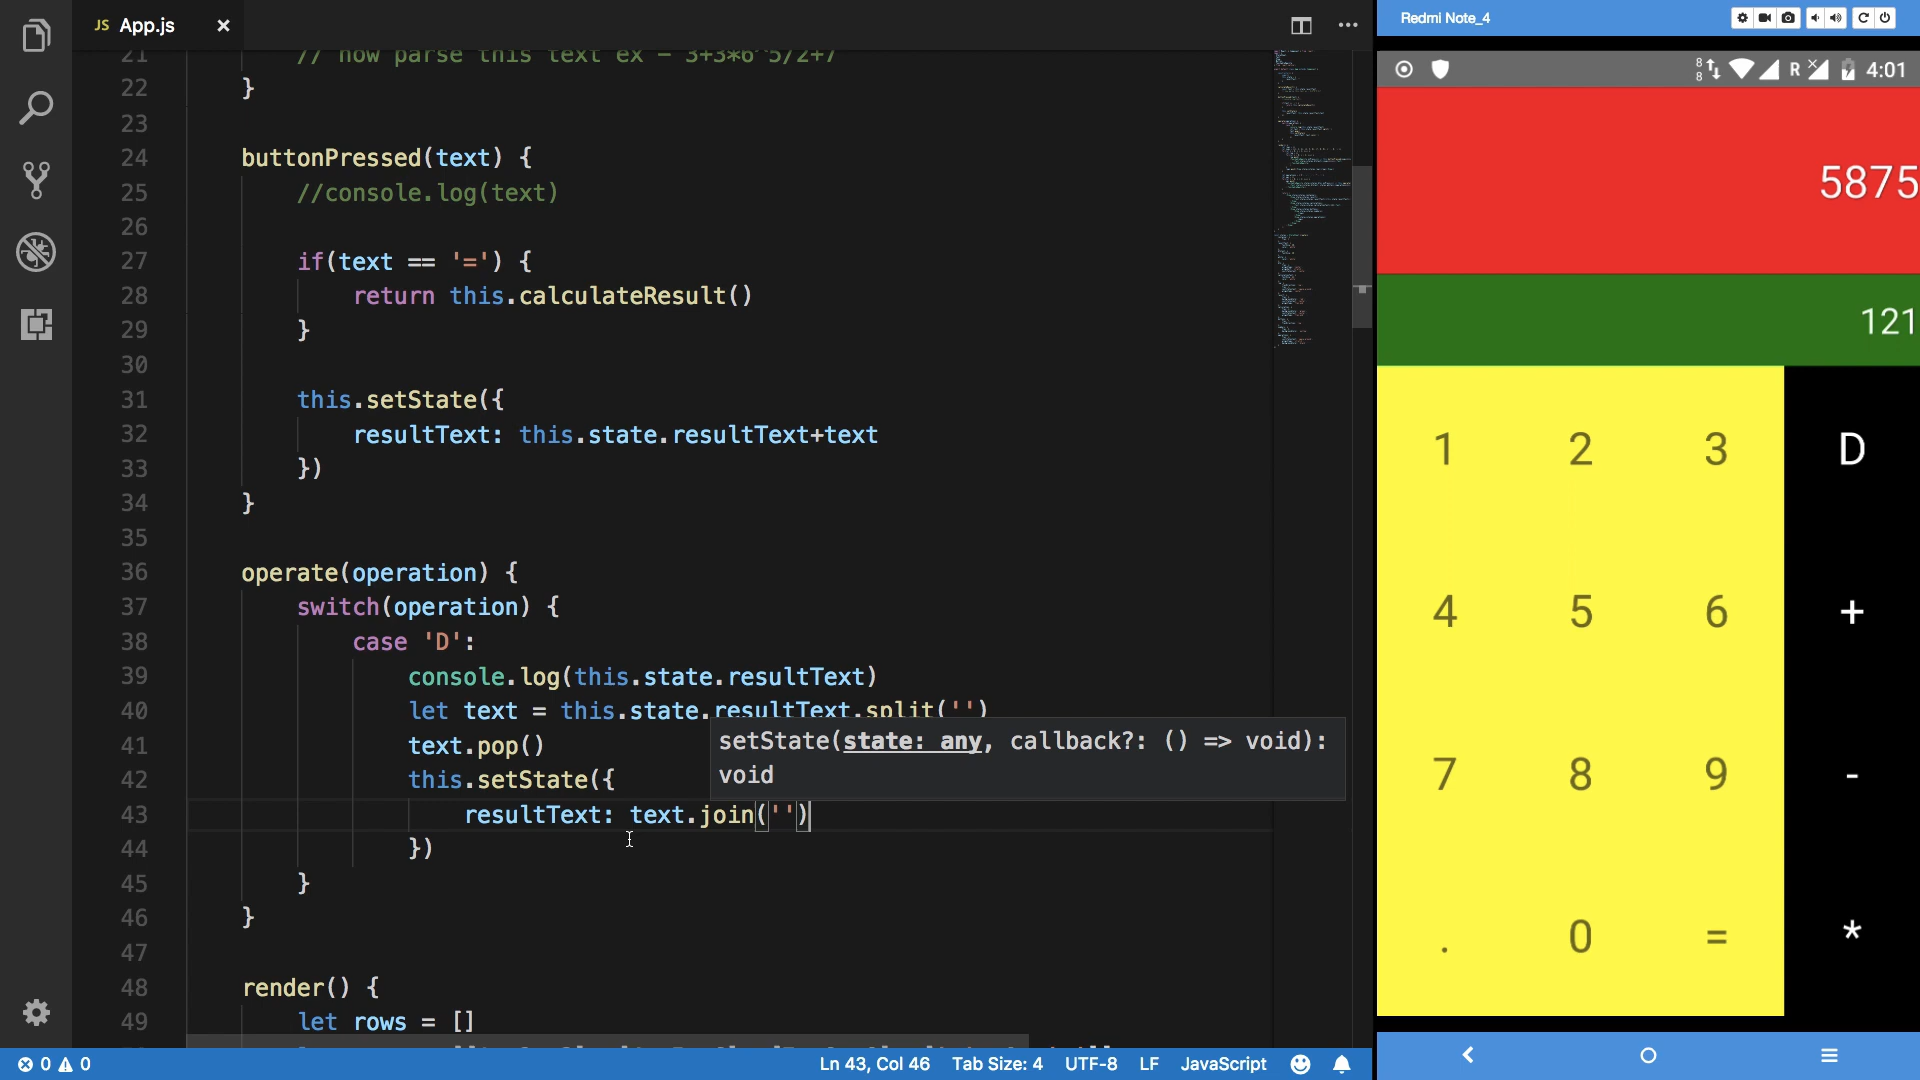 JS App.js ×
21 // now parse this text ex - 3+3*6^5/2+7
22 }
23
24 buttonPressed(text) {
25 //console.log(text)
26
27 if(text == '=') {
28 return this.calculateResult()
29 }
30
31 this.setState({
32 resultText: this.state.resultText+text
33 })
34 }
35
36 operate(operation) {
37 switch(operation) {
38 case 'D':
39 console.log(this.state.resultText)
40 let text = this.state.resultText.split('')
41 text.pop()
setState(state: any, callback?: () => void):
void
42 this.setState({
43 resultText: text.join('')
44 })
45 }
46 }
47
48 render() {
49 let rows = []
0 0
Ln 43, Col 46 Tab Size: 4 UTF-8 LF JavaScript
Redmi Note_4
8 8 R 4:01
5875
121
1 2 3 D
4 5 6 +
7 8 9 -
. 0 = *